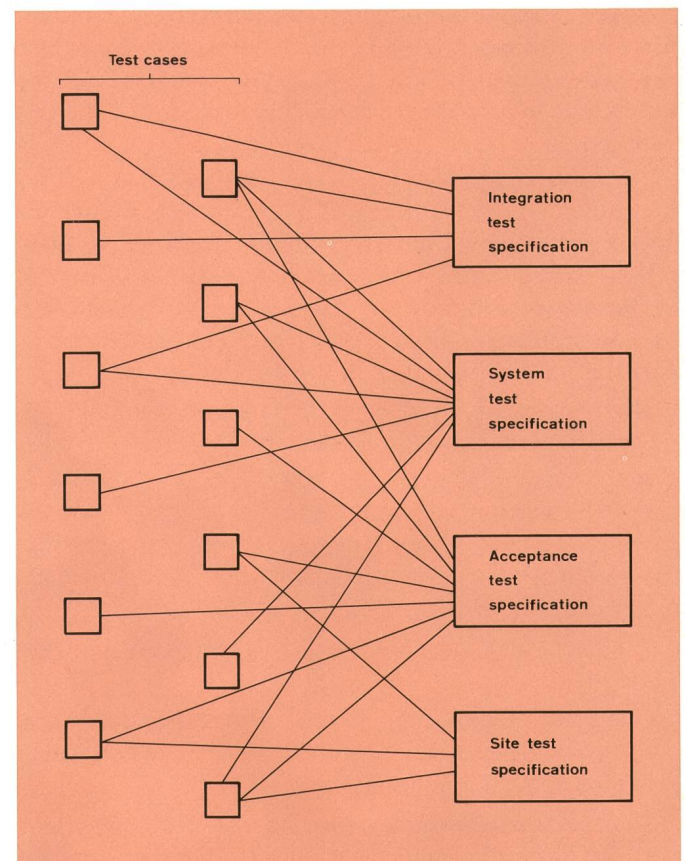 Test cases
Integration
test
specification
System
test
specification
Acceptance
test
specification
Site test
specification